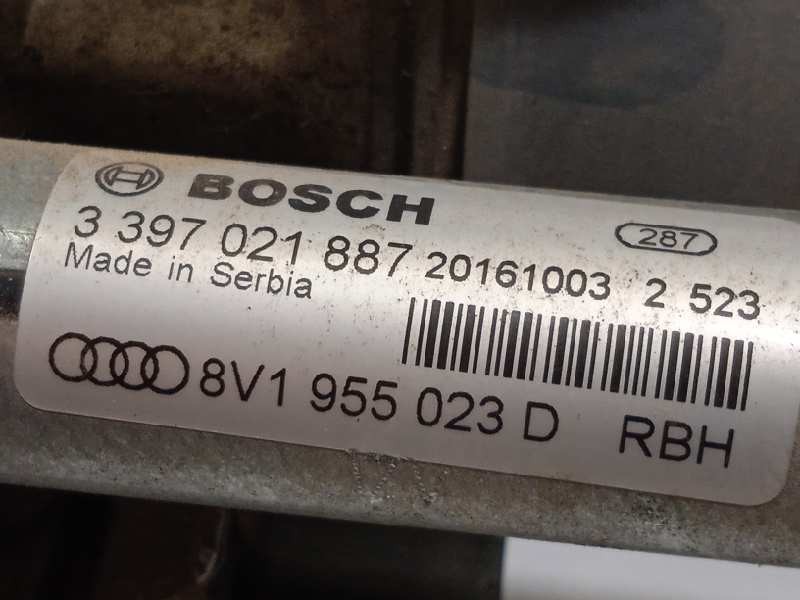 BOSCH
287
3 397 021 887 20161003 2 523
Made in Serbia
8V1 955 023 D RBH